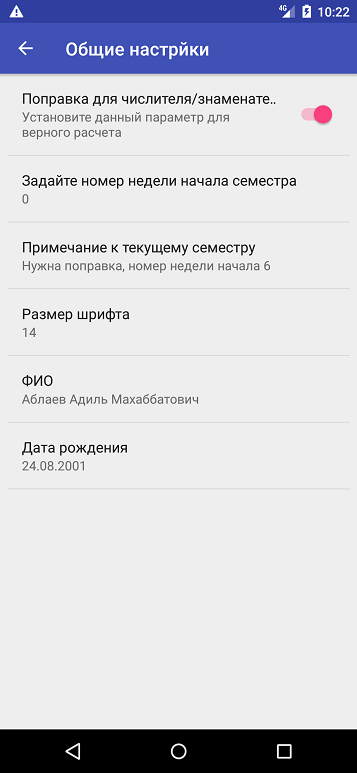 4G 10:22
Общие настрйки
Поправка для числителя/знаменате..
Установите данный параметр для
верного расчета
Задайте номер недели начала семестра
0
Примечание к текущему семестру
Нужна поправка, номер недели начала 6
Размер шрифта
14
ФИО
Аблаев Адиль Махаббатович
Дата рождения
24.08.2001